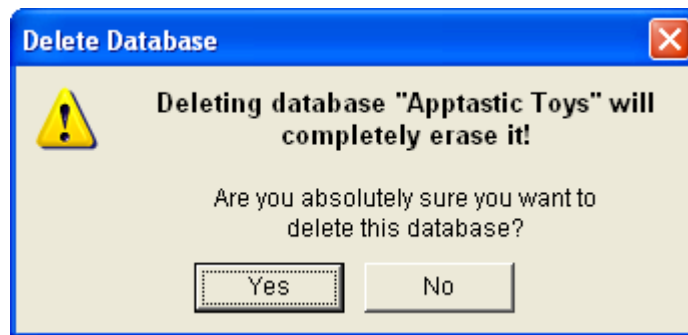 Delete Database
Deleting database "Apptastic Toys" will
completely erase it!
Are you absolutely sure you want to
delete this database?
Yes
No